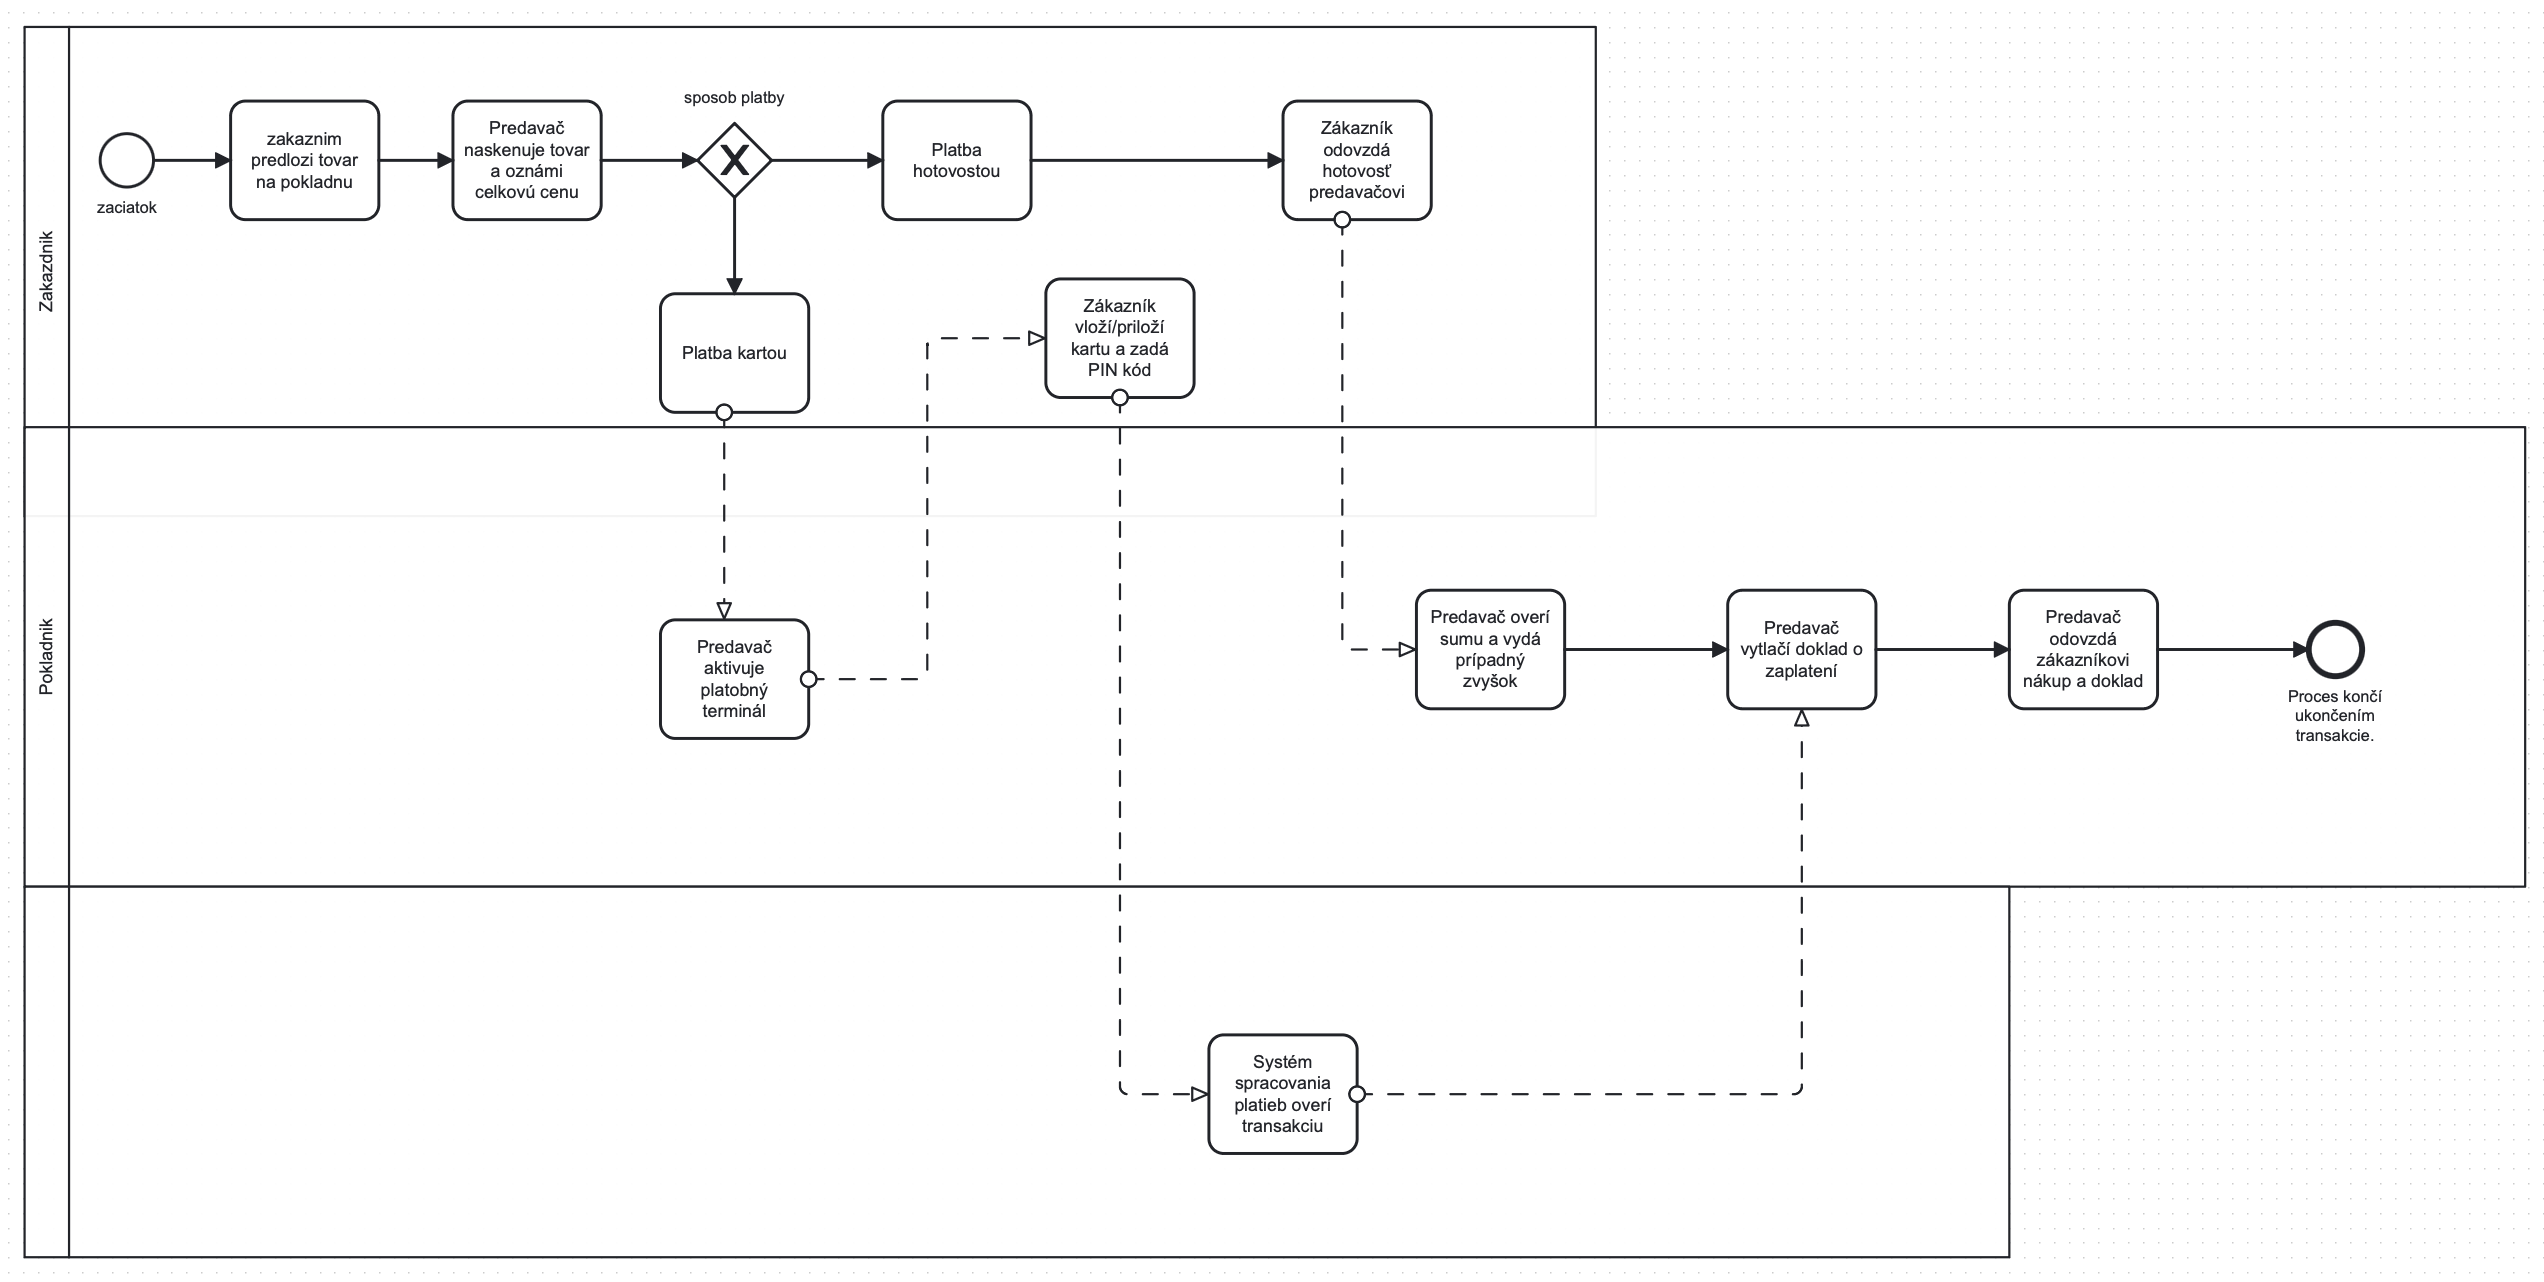 Zakazdnik
zaciatok
zakaznim
predlozi tovar
na pokladnu
Predavač
naskenuje tovar
a oznámi
celkovú cenu
sposob platby
Platba
hotovostou
Zákazník
odovzdá
hotovosť
predavačovi
Platba kartou
Zákazník
vloží/priloží
kartu a zadá
PIN kód
Pokladnik
Predavač
aktivuje
platobný
terminál
Predavač overí
sumu a vydá
prípadný
zvyšok
Predavač
vytlačí doklad o
zaplatení
Predavač
odovzdá
zákazníkovi
nákup a doklad
Proces končí
ukončením
transakcie.
Systém
spracovania
platieb overí
transakciu